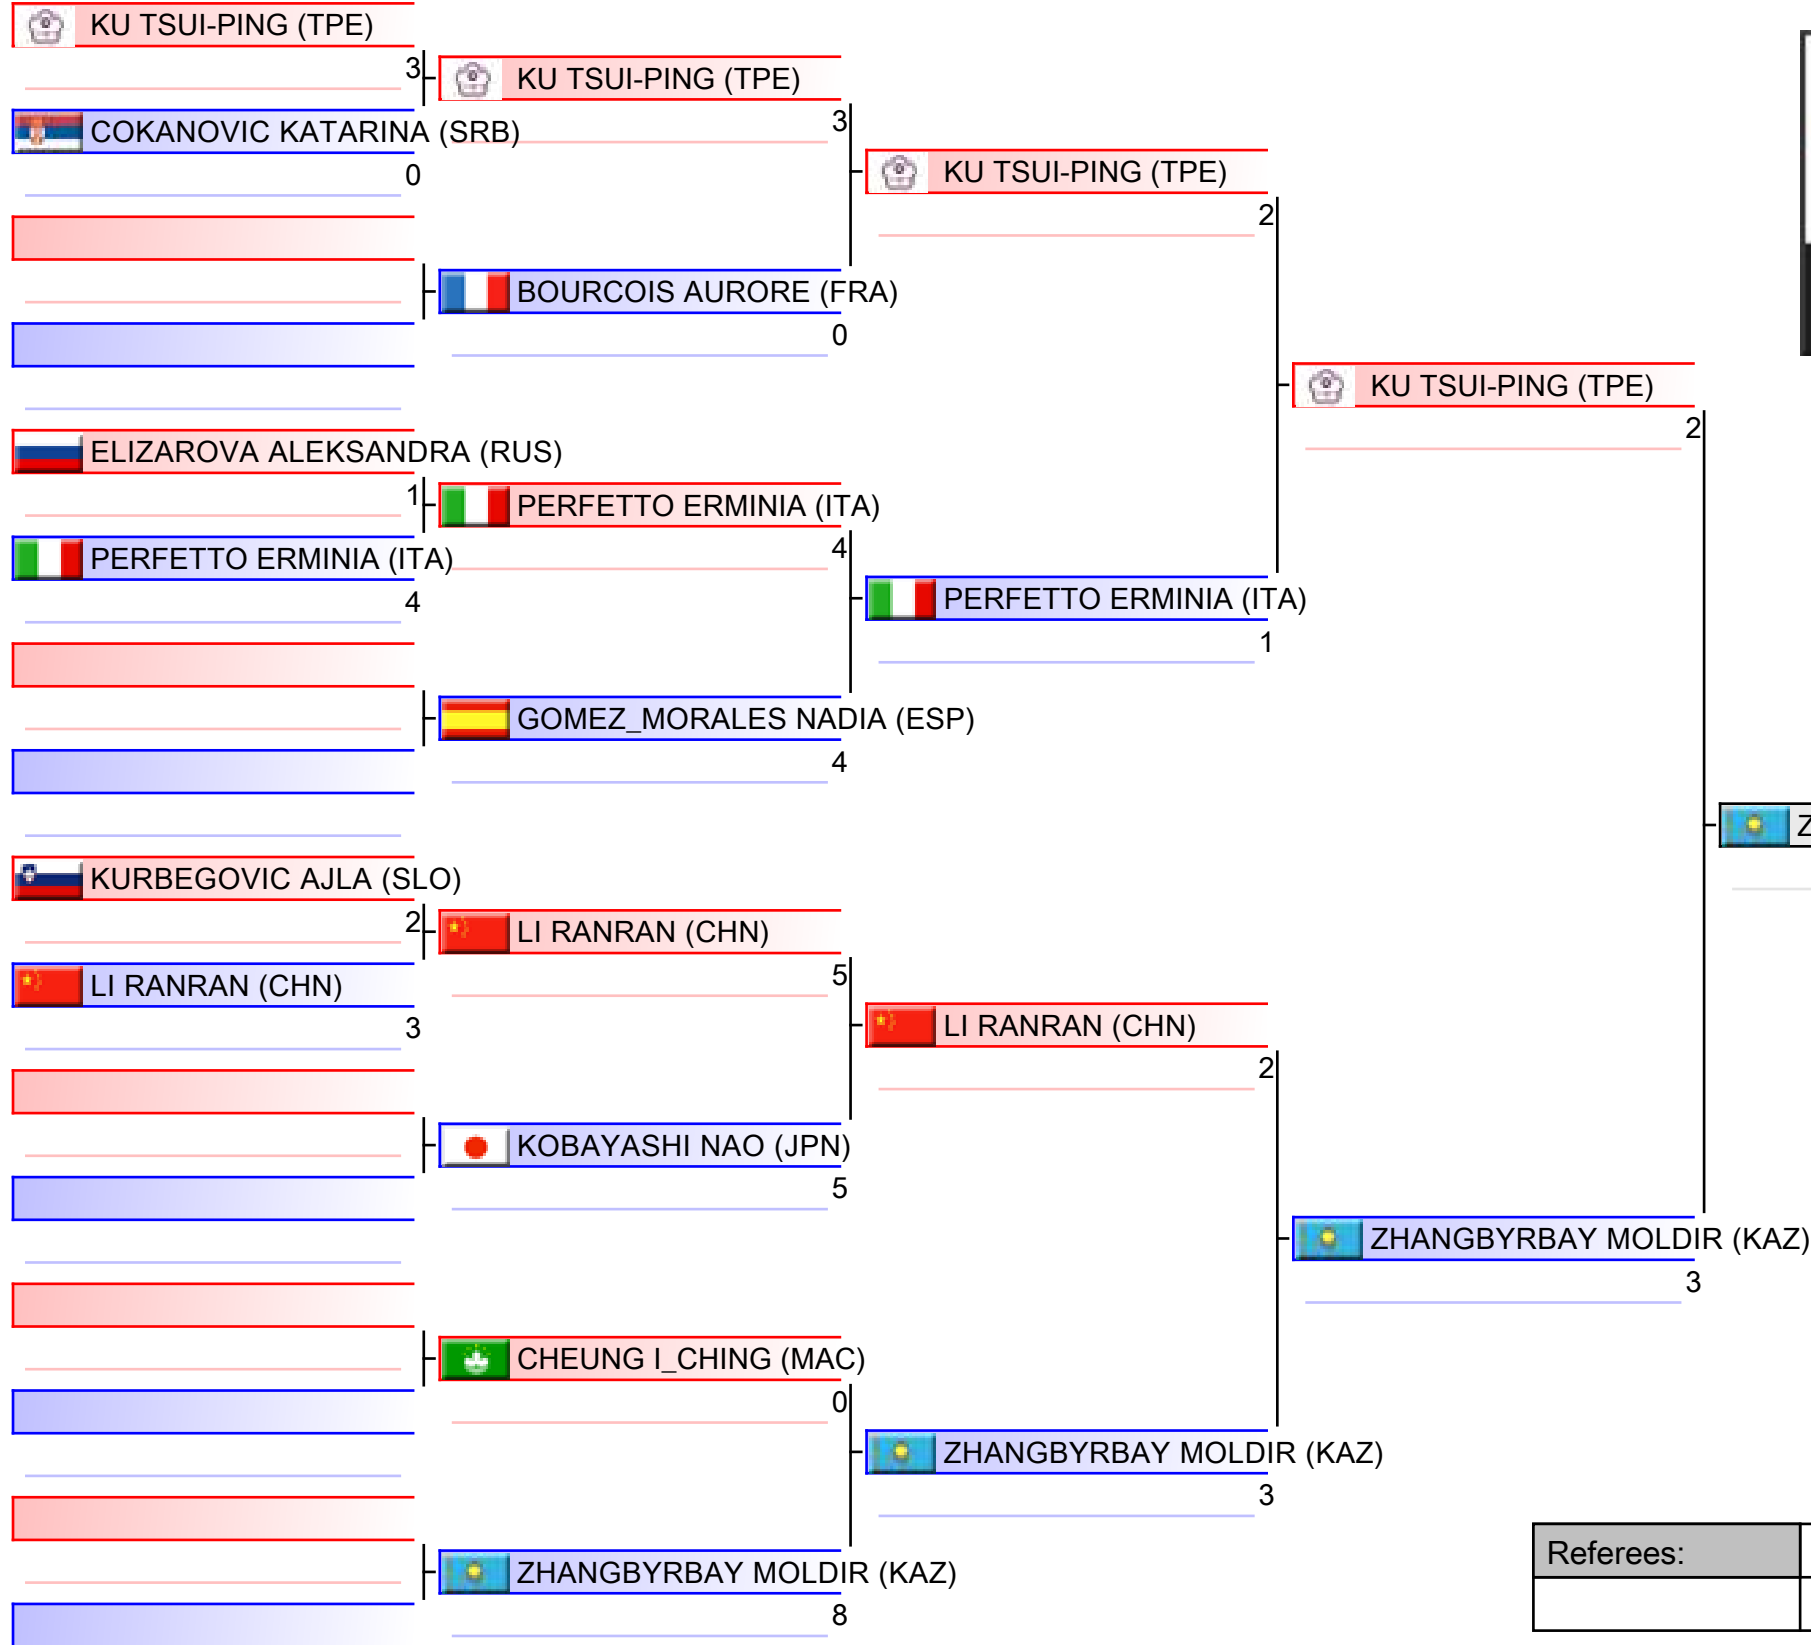 KU TSUI-PING (TPE)
3
KU TSUI-PING (TPE)
COKANOVIC KATARINA (SRB)
3
0
KU TSUI-PING (TPE)
2
BOURCOIS AURORE (FRA)
0
KU TSUI-PING (TPE)
2
ELIZAROVA ALEKSANDRA (RUS)
1
PERFETTO ERMINIA (ITA)
PERFETTO ERMINIA (ITA)
4
4
PERFETTO ERMINIA (ITA)
1
GOMEZ_MORALES NADIA (ESP)
4
Z
KURBEGOVIC AJLA (SLO)
2
LI RANRAN (CHN)
LI RANRAN (CHN)
5
3
LI RANRAN (CHN)
2
KOBAYASHI NAO (JPN)
5
ZHANGBYRBAY MOLDIR (KAZ)
3
CHEUNG I_CHING (MAC)
0
ZHANGBYRBAY MOLDIR (KAZ)
3
ZHANGBYRBAY MOLDIR (KAZ)
8
Referees: